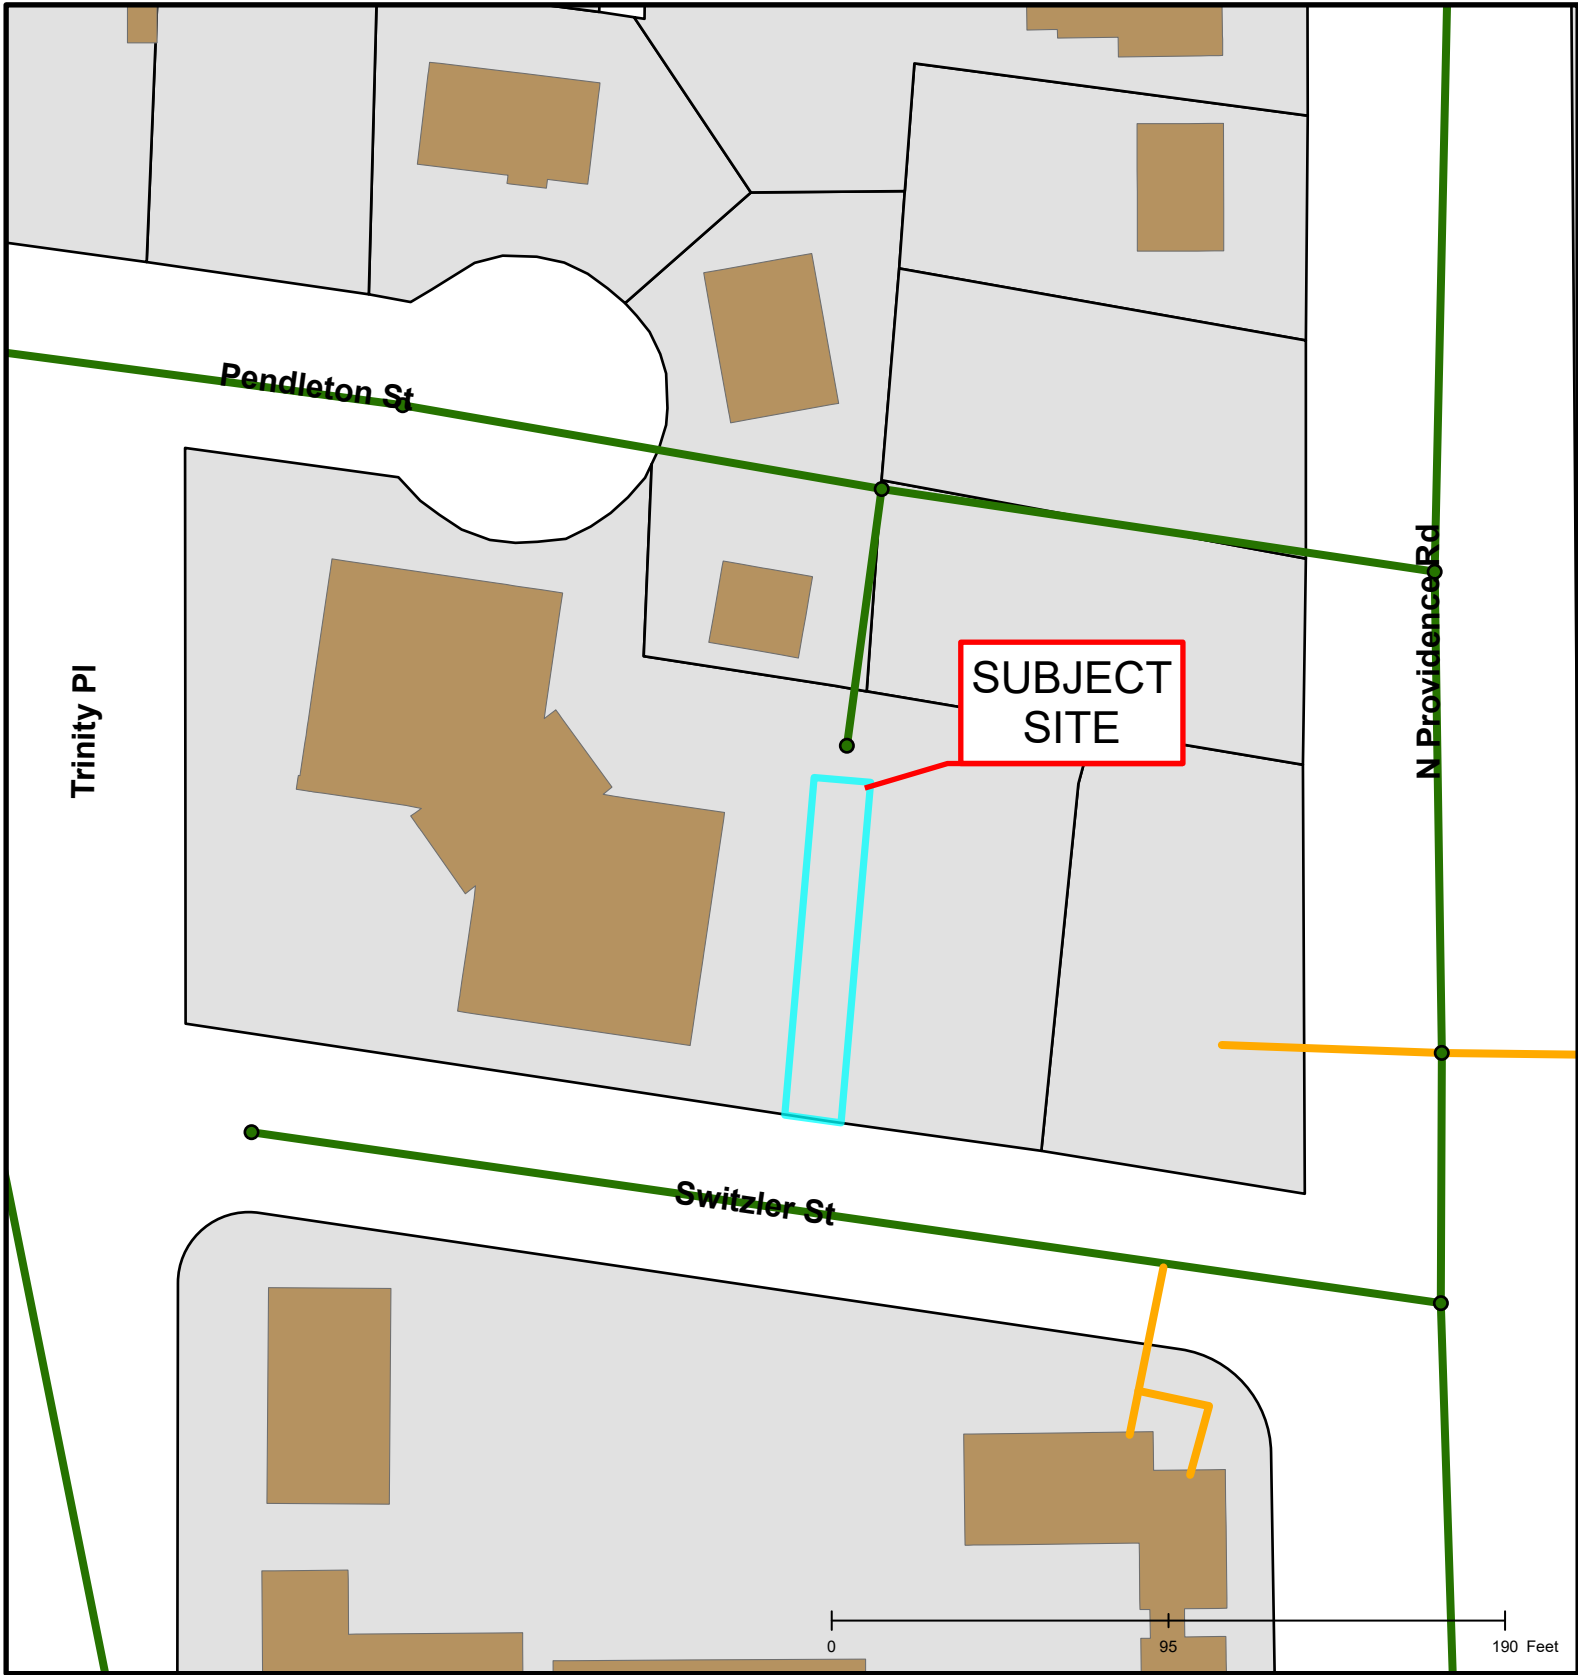 Pendleton St
SUBJECT
SITE
Trinity Pl
N Providence Rd
Switzler St
0 95 190 Feet